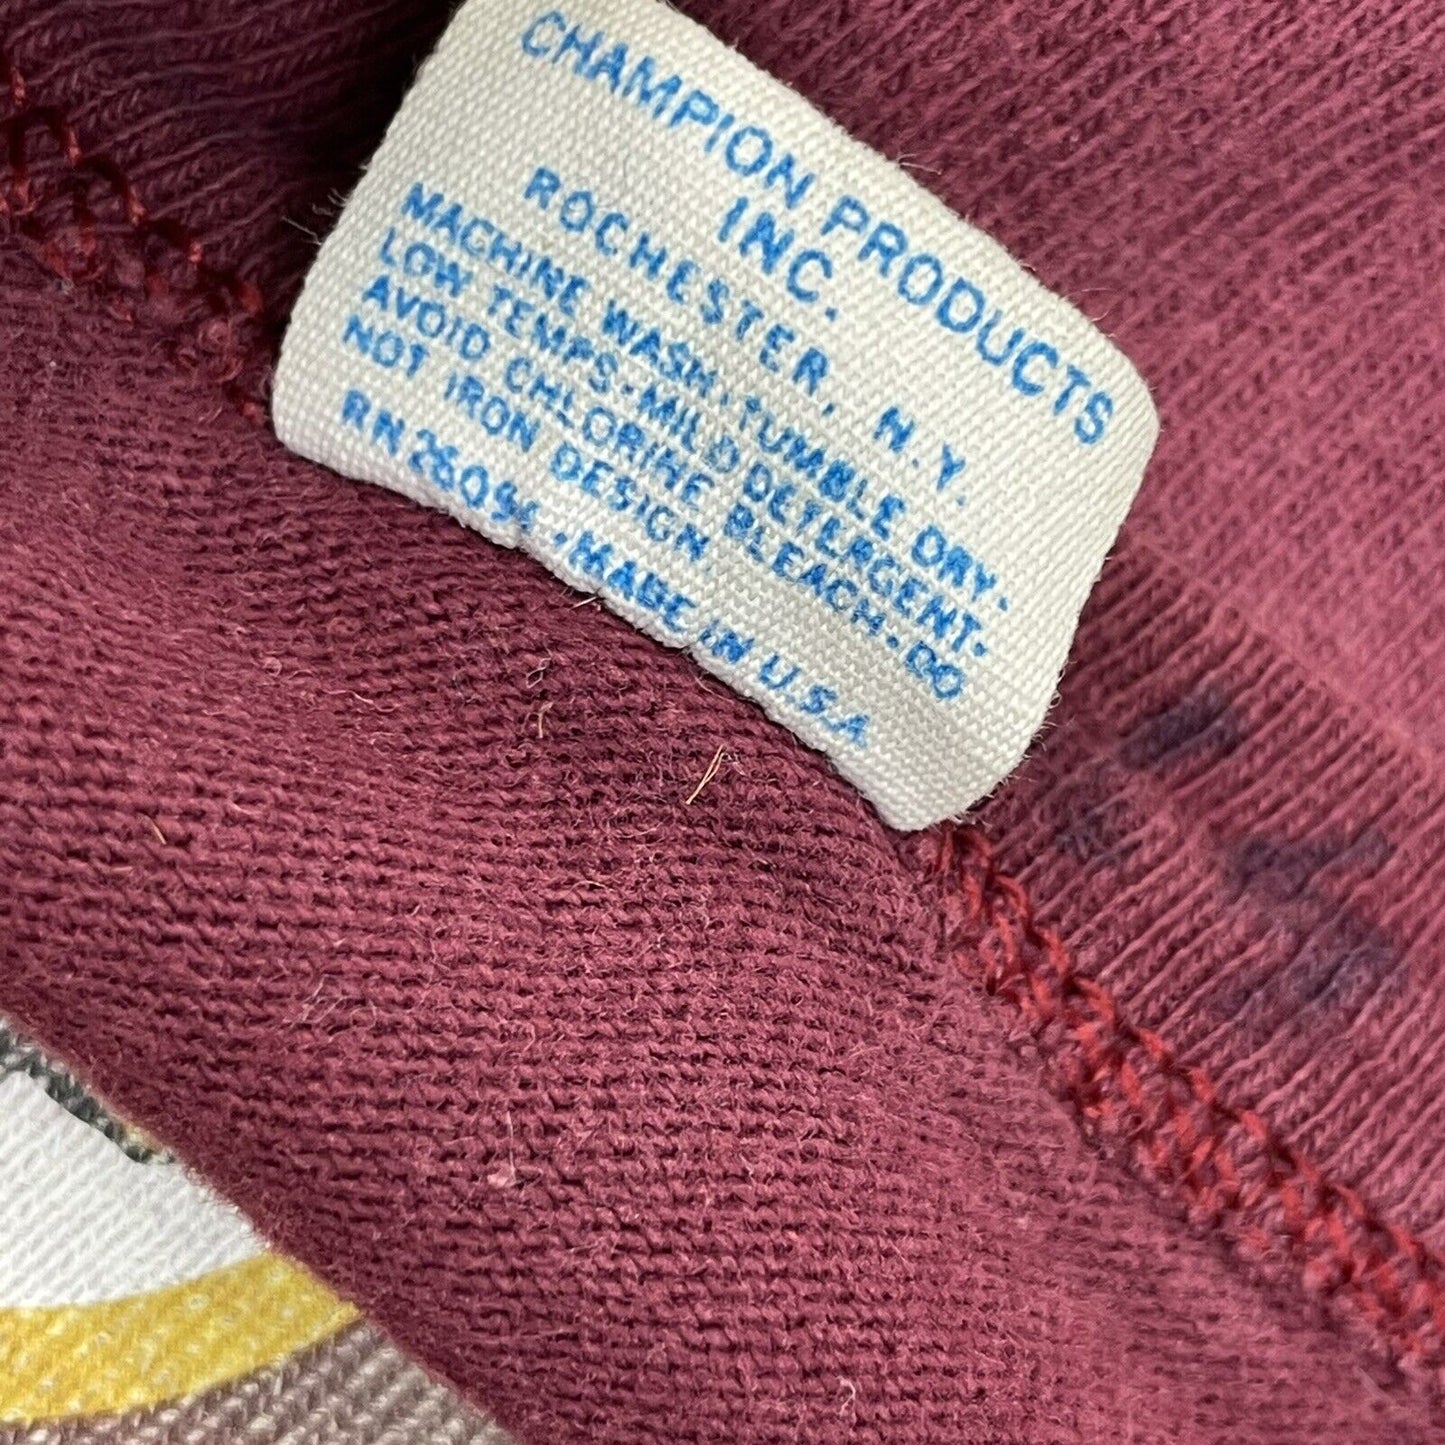 CHAMPION PRODUCTS
INC.
ROCHESTER, N.Y.
MACHINE WASH·TUMBLE DRY.
LOW TEMPS·MILD DETERGENT.
AVOID CHLORINE BLEACH·DO
NOT IRON DESIGN.
RN26094·MADE IN U.S.A